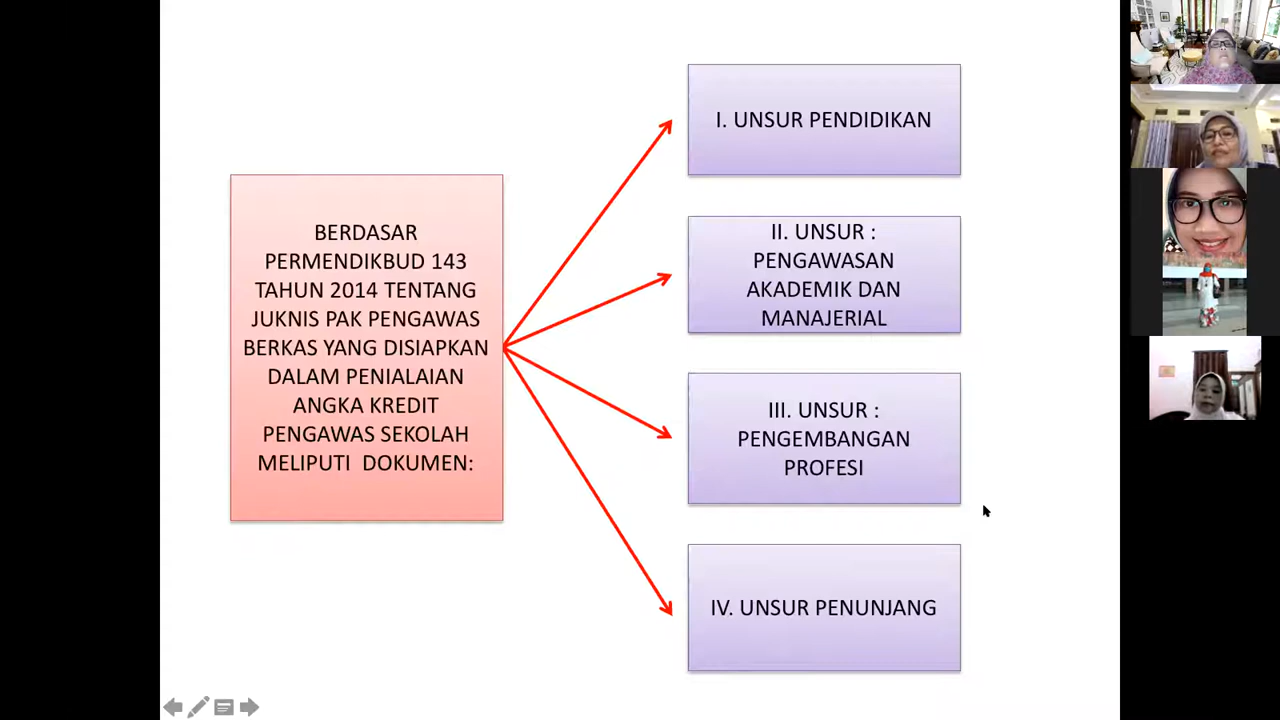 BERDASAR
PERMENDIKBUD 143
TAHUN 2014 TENTANG
JUKNIS PAK PENGAWAS
BERKAS YANG DISIAPKAN
DALAM PENIALAIAN
ANGKA KREDIT
PENGAWAS SEKOLAH
MELIPUTI DOKUMEN:
I. UNSUR PENDIDIKAN
II. UNSUR :
PENGAWASAN
AKADEMIK DAN
MANAJERIAL
III. UNSUR :
PENGEMBANGAN
PROFESI
IV. UNSUR PENUNJANG